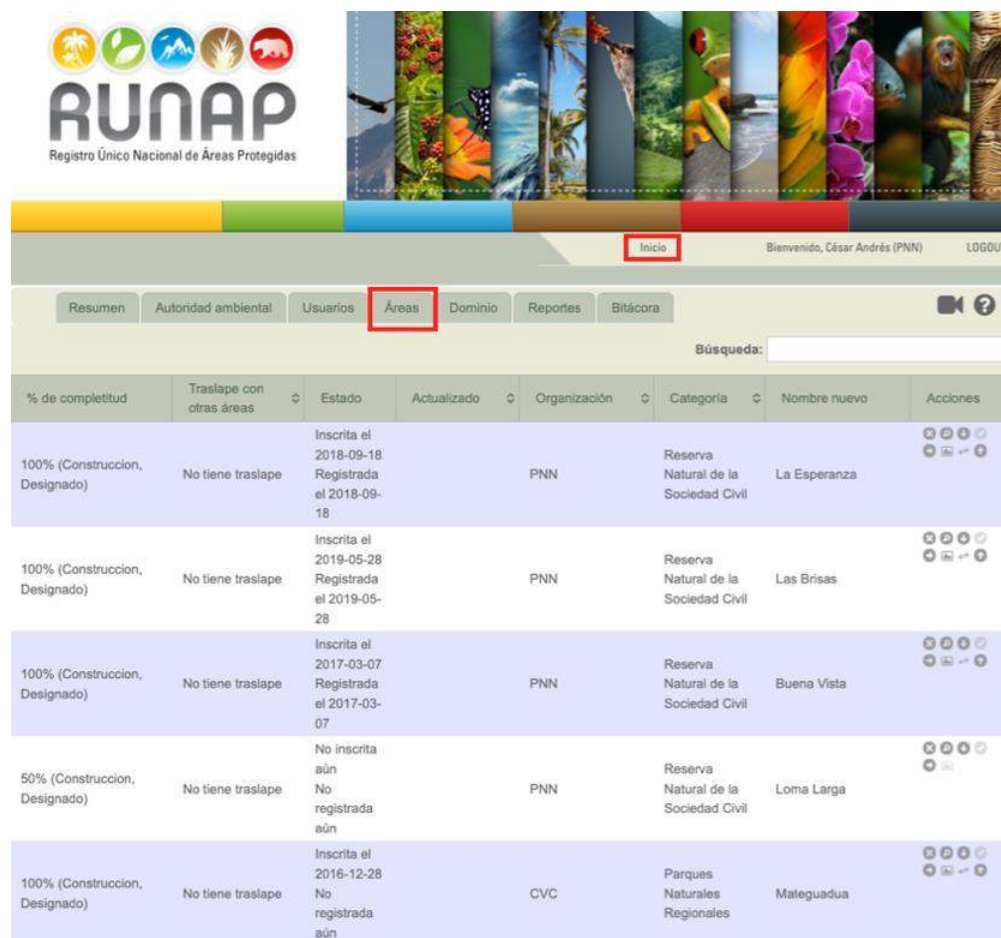 RUNAP
Registro Único Nacional de Áreas Protegidas
Inicio
Bienvenido, César Andrés (PNN)
LOGOU
Resumen
Autoridad ambiental
Usuarios
Áreas
Dominio
Reportes
Bitácora
Búsqueda:
% de completitud
Traslape con
otras áreas
Estado
Actualizado
Organización
Categoría
Nombre nuevo
Acciones
100% (Construccion,
Designado)
No tiene traslape
Inscrita el
2018-09-18
Registrada
el 2018-09-
18
PNN
Reserva
Natural de la
Sociedad Civil
La Esperanza
100% (Construccion,
Designado)
No tiene traslape
Inscrita el
2019-05-28
Registrada
el 2019-05-
28
PNN
Reserva
Natural de la
Sociedad Civil
Las Brisas
100% (Construccion,
Designado)
No tiene traslape
Inscrita el
2017-03-07
Registrada
el 2017-03-
07
PNN
Reserva
Natural de la
Sociedad Civil
Buena Vista
50% (Construccion,
Designado)
No tiene traslape
No inscrita
aún
No
registrada
aún
PNN
Reserva
Natural de la
Sociedad Civil
Loma Larga
100% (Construccion,
Designado)
No tiene traslape
Inscrita el
2016-12-28
No
registrada
aún
CVC
Parques
Naturales
Regionales
Mateguadua